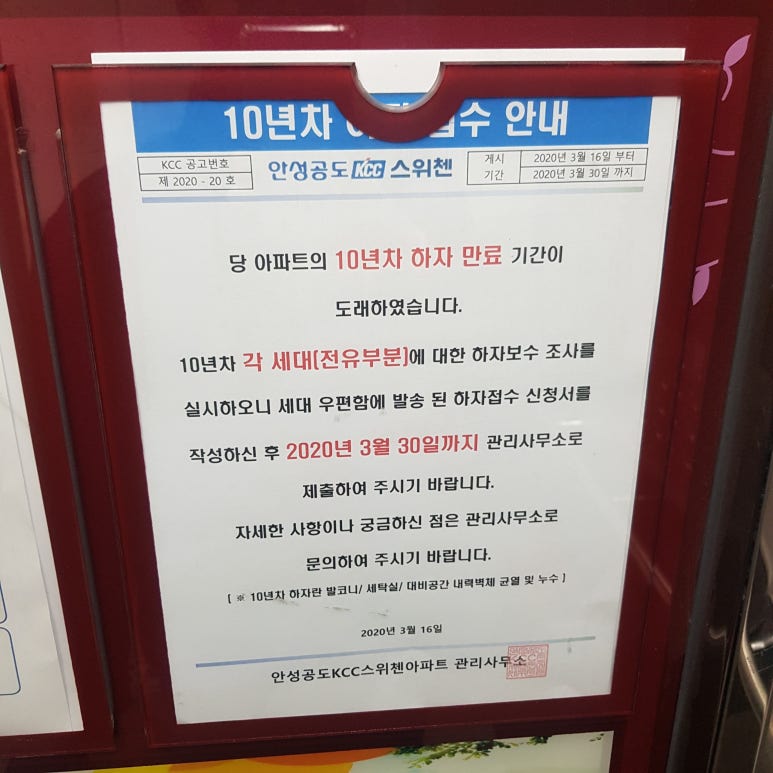 10년차 접수 안내
KCC 공고번호
제 2020 - 20 호
안성공도 KCC 스위첸
게시 기간
2020년 3월 16일 부터
2020년 3월 30일 까지
당 아파트의 10년차 하자 만료 기간이
도래하였습니다.
10년차 각 세대(전유부분)에 대한 하자보수 조사를
실시하오니 세대 우편함에 발송 된 하자접수 신청서를
작성하신 후 2020년 3월 30일까지 관리사무소로
제출하여 주시기 바랍니다.
자세한 사항이나 궁금하신 점은 관리사무소로
문의하여 주시기 바랍니다.
[ ※ 10년차 하자란 발코니/ 세탁실/ 대비공간 내력벽체 균열 및 누수 ]
2020년 3월 16일
안성공도KCC스위첸아파트 관리사무소